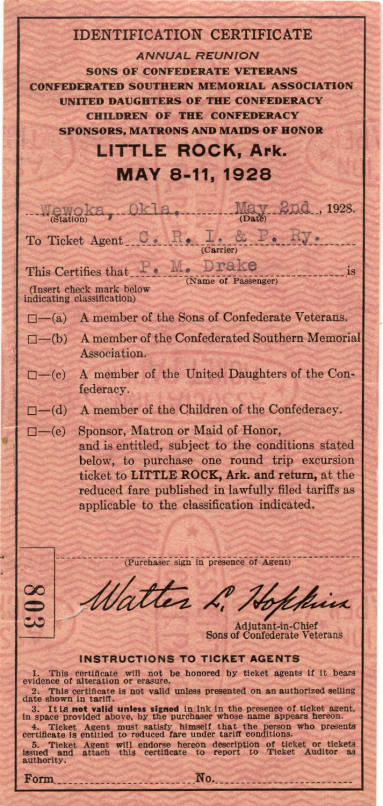 IDENTIFICATION CERTIFICATE
ANNUAL REUNION
SONS OF CONFEDERATE VETERANS
CONFEDERATED SOUTHERN MEMORIAL ASSOCIATION
UNITED DAUGHTERS OF THE CONFEDERACY
CHILDREN OF THE CONFEDERACY
SPONSORS, MATRONS AND MAIDS OF HONOR
LITTLE ROCK, Ark.
MAY 8-11, 1928
Wewoka, Okla. May 2nd, 1928.
(Station) (Date)
To Ticket Agent C. R. I. & P. Ry.
(Carrier)
This Certifies that P. M. Drake is
(Name of Passenger)
(Insert check mark below
indicating classification)
☐—(a) A member of the Sons of Confederate Veterans.
☐—(b) A member of the Confederated Southern Memorial
Association.
☐—(c) A member of the United Daughters of the Con-
federacy.
☐—(d) A member of the Children of the Confederacy.
☐—(e) Sponsor, Matron or Maid of Honor,
and is entitled, subject to the conditions stated
below, to purchase one round trip excursion
ticket to LITTLE ROCK, Ark. and return, at the
reduced fare published in lawfully filed tariffs as
applicable to the classification indicated.
(Purchaser sign in presence of Agent)
803
Walter L. Hopkins
Adjutant-in-Chief
Sons of Confederate Veterans
INSTRUCTIONS TO TICKET AGENTS
1. This certificate will not be honored by ticket agents if it bears
evidence of alteration or erasure.
2. This certificate is not valid unless presented on an authorized selling
date shown in tariff.
3. It is not valid unless signed in ink in the presence of ticket agent,
in space provided above, by the purchaser whose name appears hereon.
4. Ticket Agent must satisfy himself that the person who presents
certificate is entitled to reduced fare under tariff conditions.
5. Ticket Agent will endorse hereon description of ticket or tickets
issued and attach this certificate to report to Ticket Auditor as
authority.
Form No.